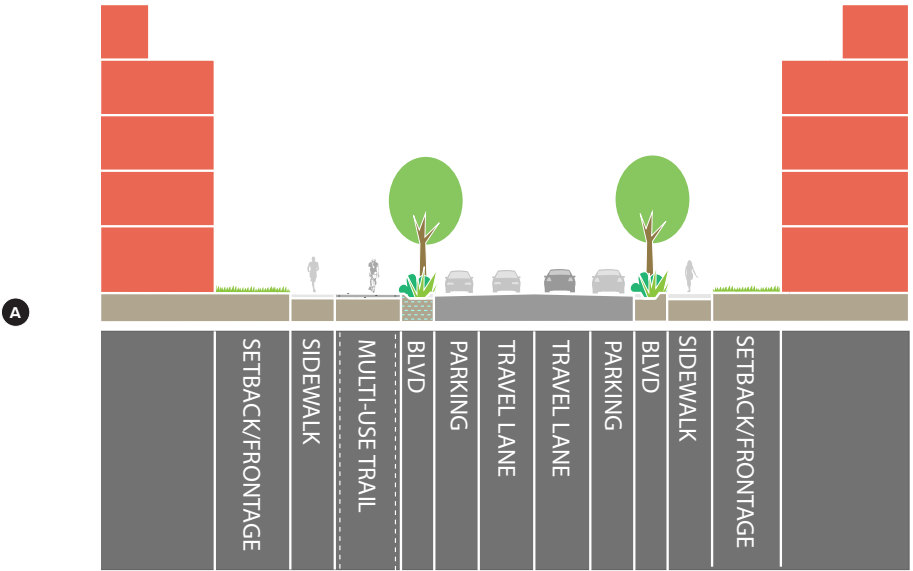 A
SETBACK/FRONTAGE
SIDEWALK
MULTI-USE TRAIL
BLVD
PARKING
TRAVEL LANE
TRAVEL LANE
PARKING
BLVD
SIDEWALK
SETBACK/FRONTAGE